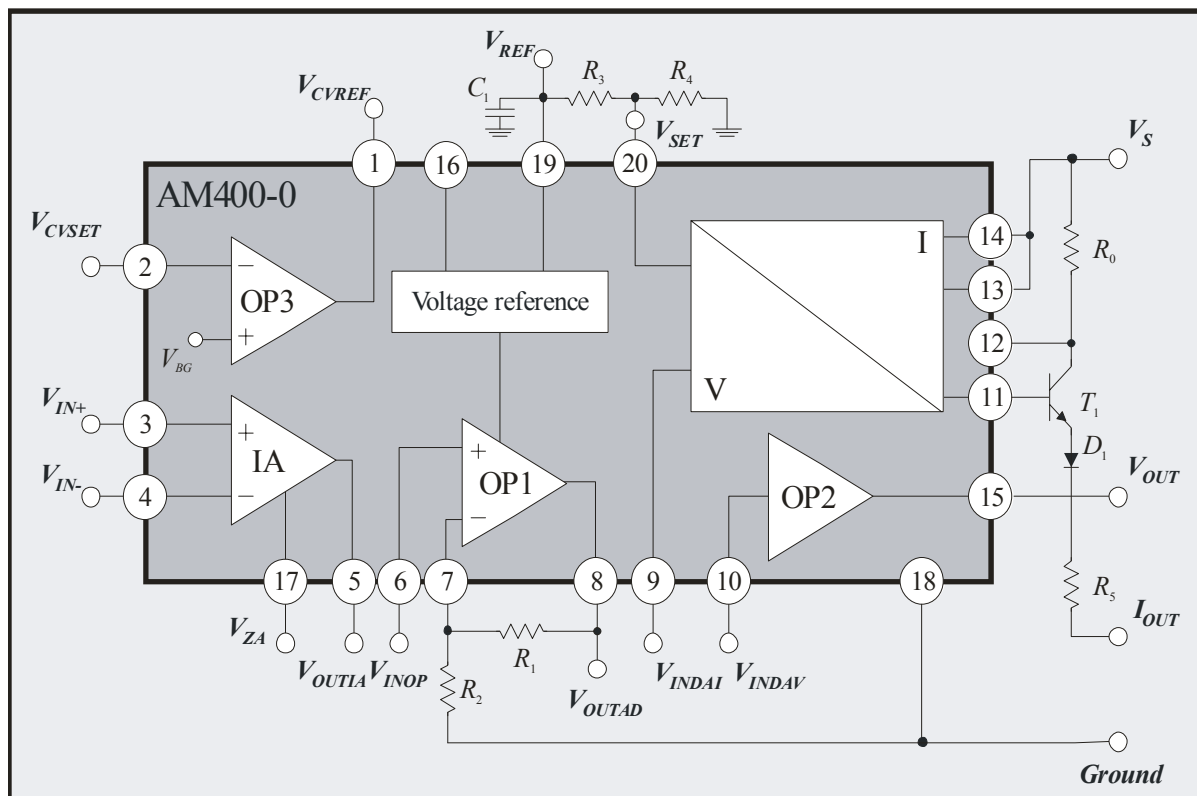 V_REF
R_3
R_4
C_1
V_CVREF
V_SET
V_S
1
16
19
20
AM400-0
V_CVSET
I
14
R_0
2
−
OP3
Voltage reference
13
+
V_BG
12
V
11
T_1
V_IN+
3
+
IA
+
OP1
D_1
V_OUT
V_IN-
4
−
−
OP2
15
17
5
6
7
8
9
10
18
R_5
I_OUT
V_ZA
R_1
V_OUTIA
V_INOP
R_2
V_OUTAD
V_INDAI
V_INDAV
Ground